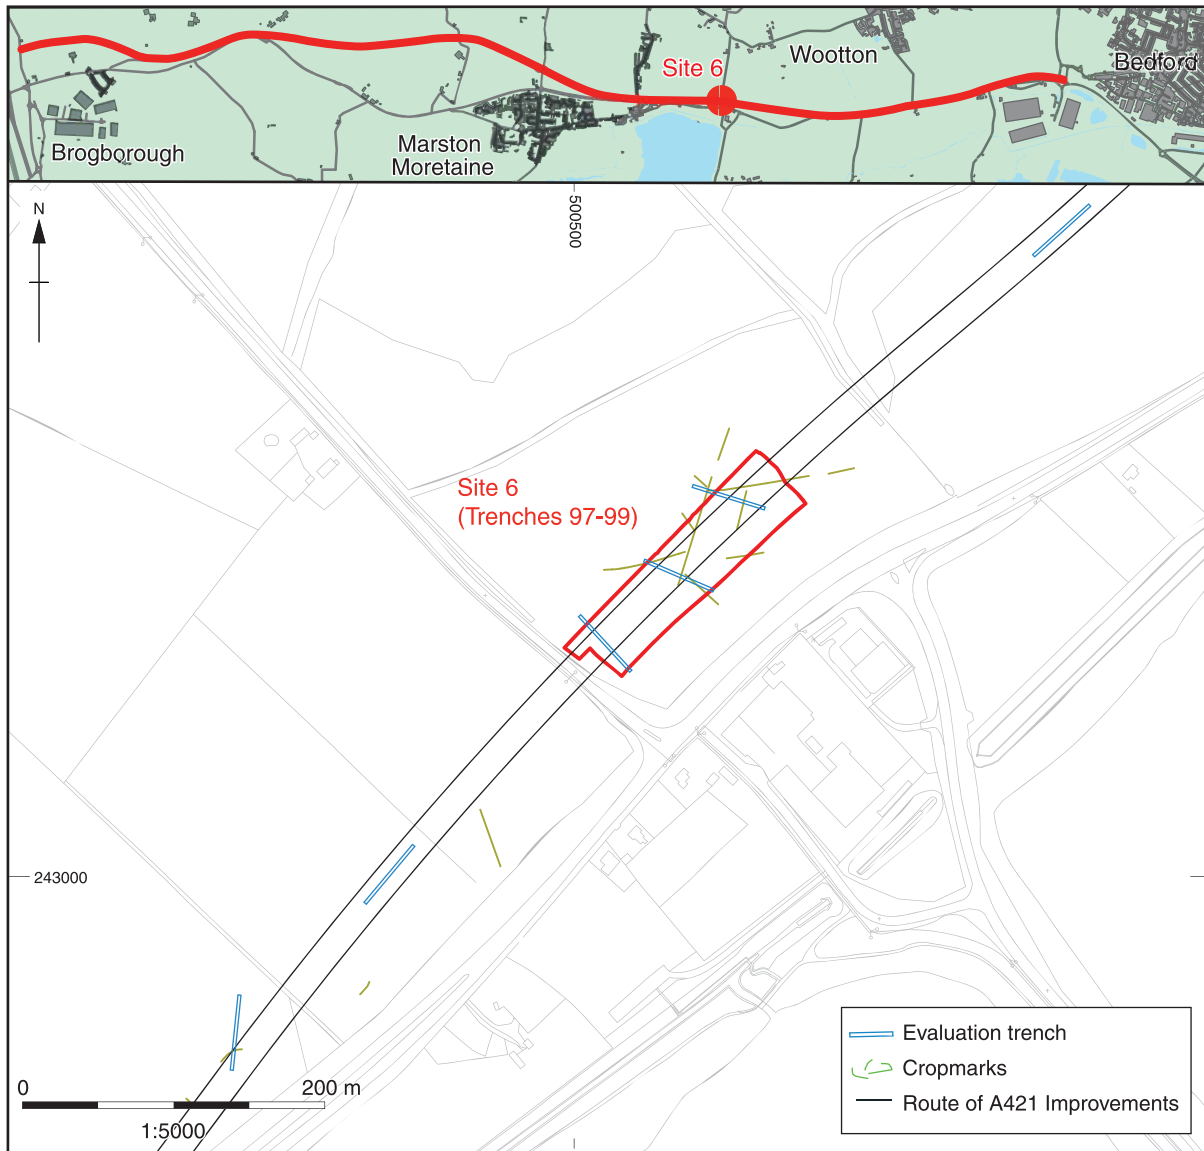 Site 6
Wootton
Bedford
Brogborough
Marston
Moretaine
N
500500
Site 6
(Trenches 97-99)
243000
0
200 m
1:5000
Evaluation trench
Cropmarks
Route of A421 Improvements